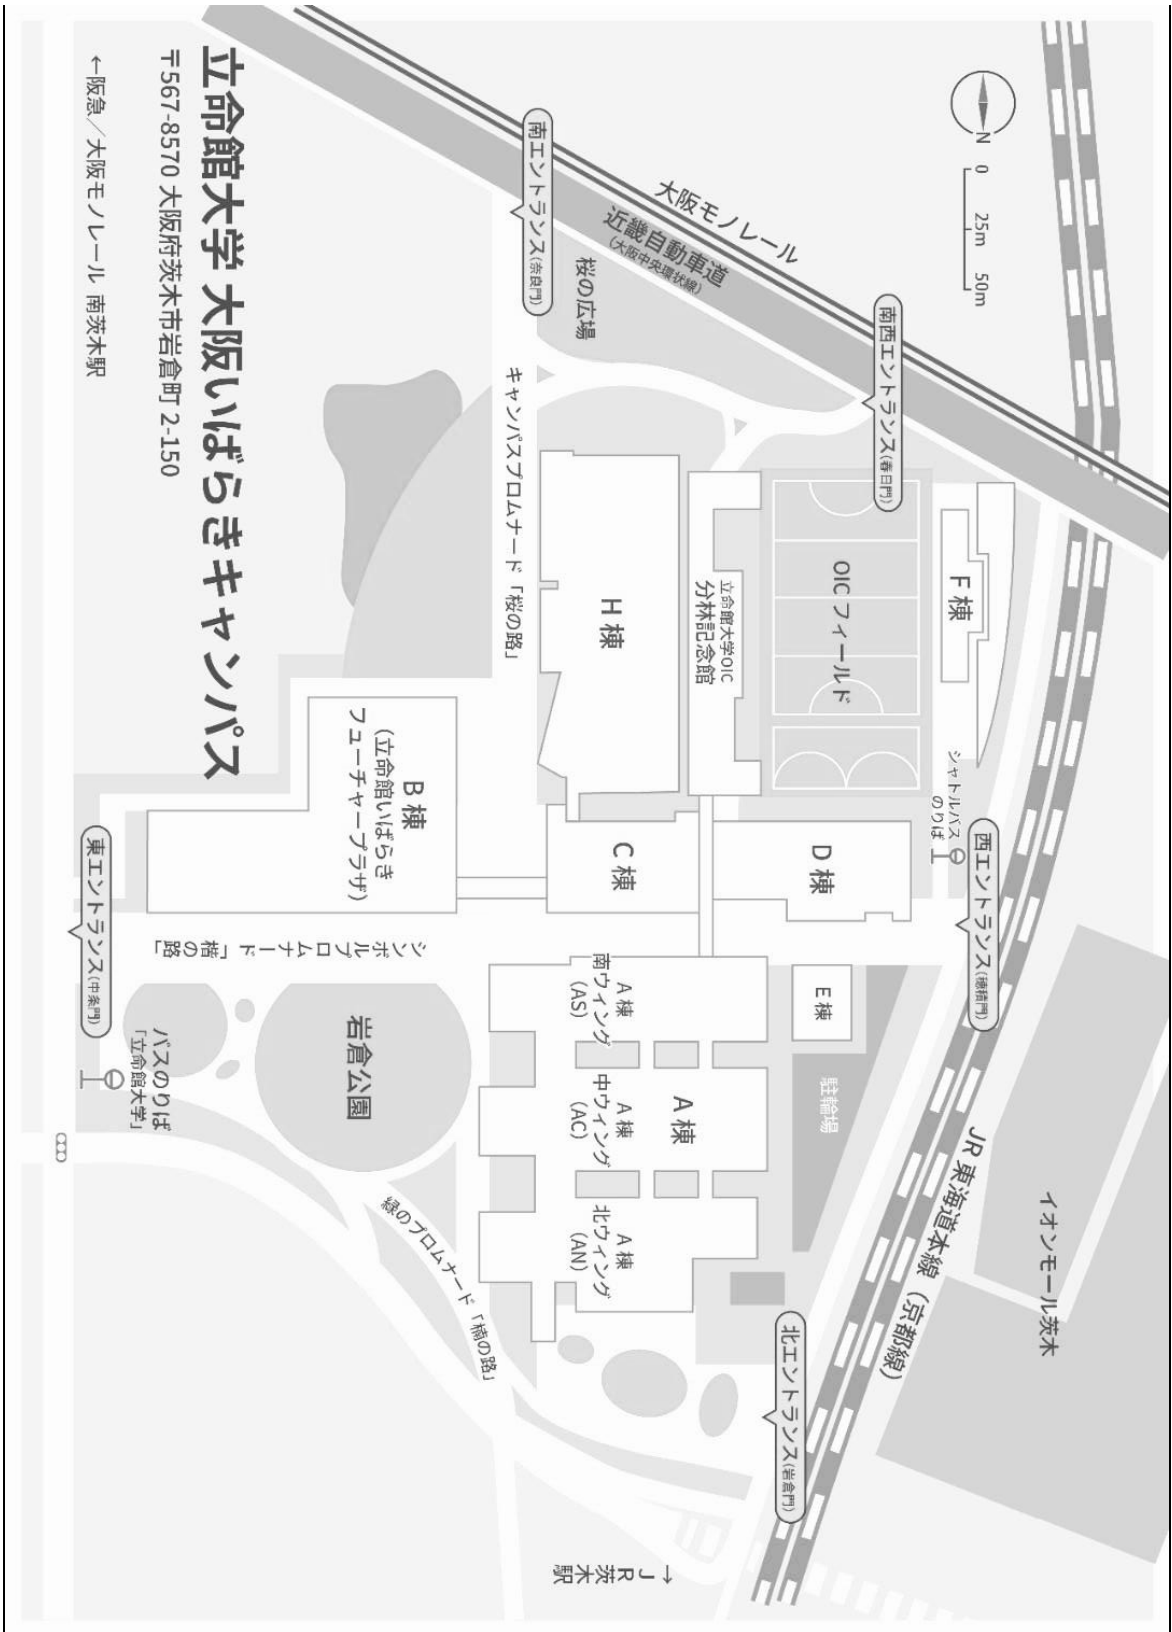 立命館大学 大阪いばらきキャンパス
〒567-8570 大阪府茨木市岩倉町 2-150
←阪急／大阪モノレール 南茨木駅
N
0 25m 50m
大阪モノレール
近畿自動車道
(大阪中央環状線)
南エントランス(奈良門)
桜の広場
南西エントランス(春日門)
キャンパスプロムナード「桜の路」
H 棟
立命館大学OIC
分林記念館
OIC フィールド
F 棟
シャトルバス
のりば
西エントランス(穂積門)
B 棟
(立命館いばらき
フューチャープラザ)
C 棟
D 棟
東エントランス(中条門)
シンボルプロムナード「楷の路」
バスのりば
「立命館大学」
岩倉公園
A 棟
南ウィング
(AS)
A 棟
中ウィング
(AC)
A 棟
北ウィング
(AN)
A 棟
E 棟
駐輪場
JR 東海道本線（京都線）
イオンモール茨木
緑のプロムナード「楠の路」
北エントランス(岩倉門)
→JR茨木駅